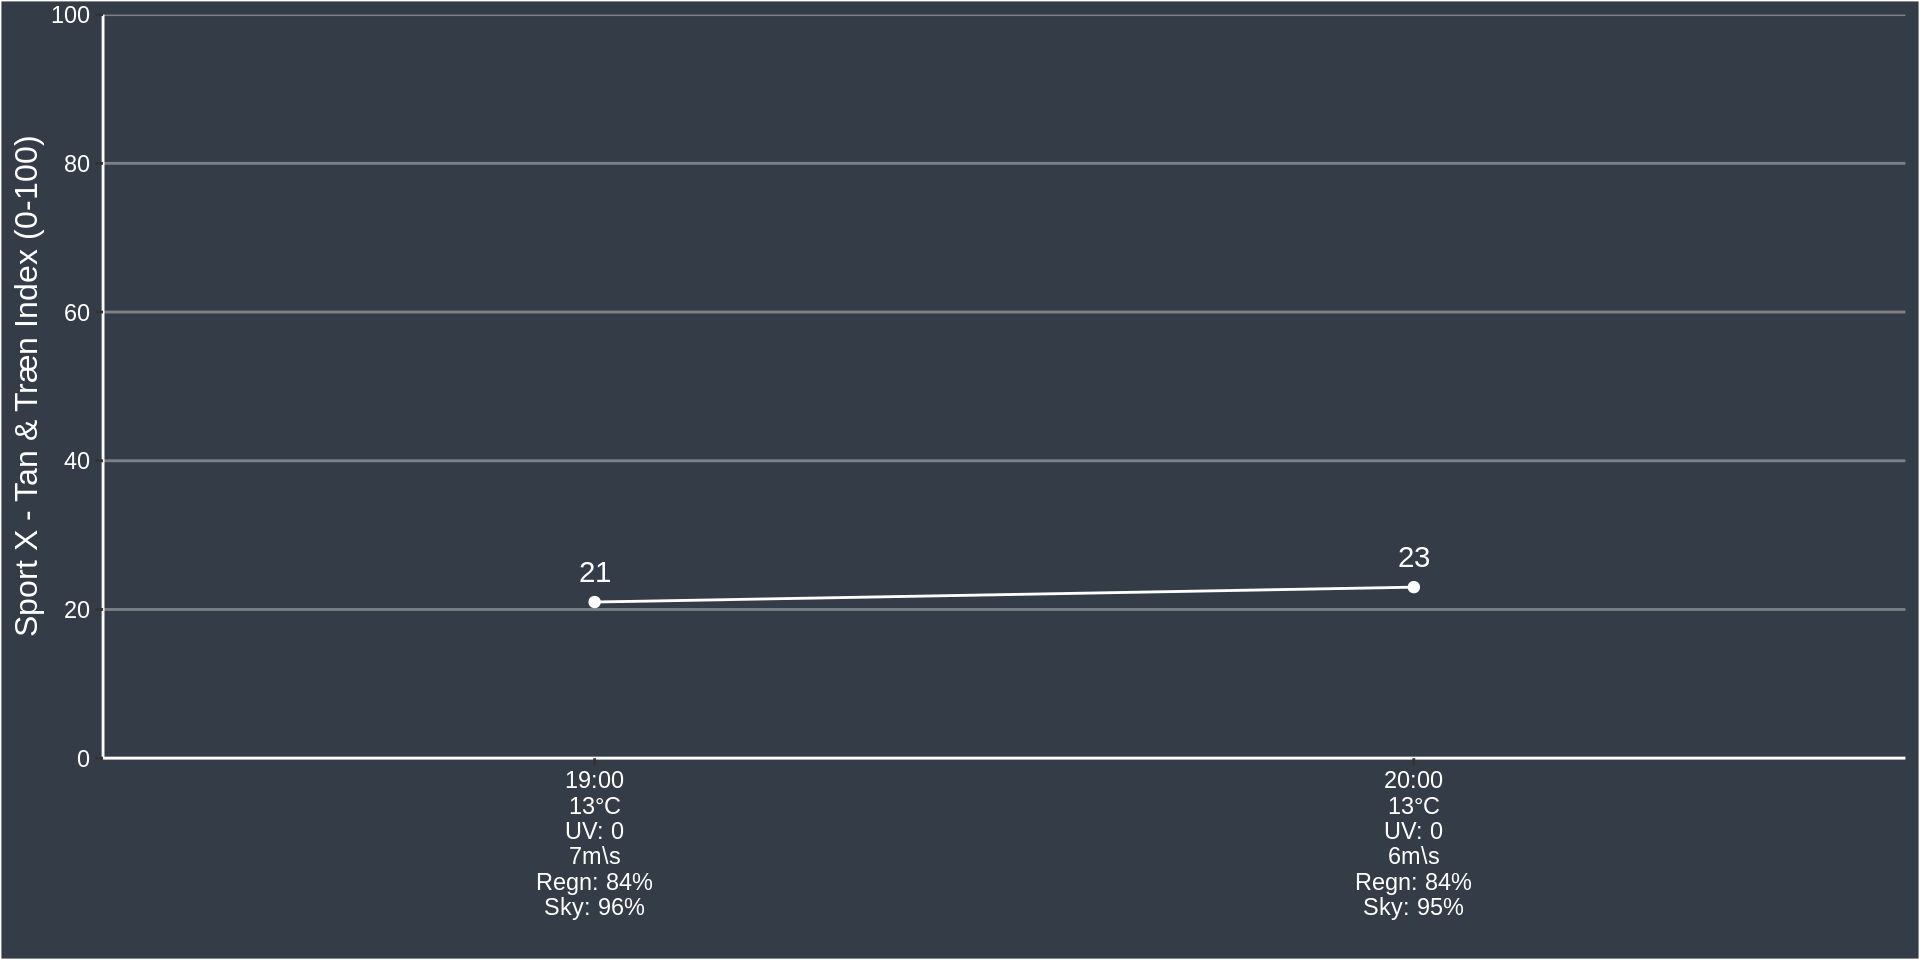 Sport X - Tan & Træn Index (0-100)
100
80
60
40
20
0
21
23
19:00
13°C
UV: 0
7m\s
Regn: 84%
Sky: 96%
20:00
13°C
UV: 0
6m\s
Regn: 84%
Sky: 95%